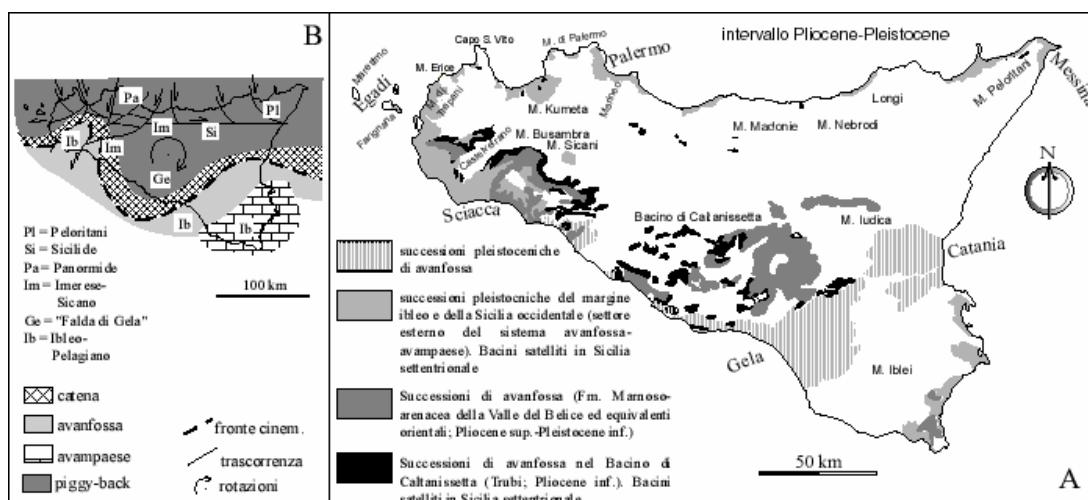 B
Pa
Im
Si
Pl
Ib
Im
Ge
Ib
Ib
Pl = Peloritani
Si = Sicilide
Pa = Panormide
Im = Imerese-
Sicano
Ge = "Falda di Gela"
Ib = Ibleo-
Pelagiano
100 km
catena
avanfossa
avampaese
piggy-back
fronte cinem.
trascorrenza
rotazioni
intervallo Pliocene-Pleistocene
Capo S. Vito
M. di Palermo
Palermo
Messina
M. Erice
Marettimo
Egadi
Favignana
M. di Trapani
M. Kumeta
Marineo
M. Peloritani
Longi
M. Madonie
M. Nebrodi
M. Busambra
M. Sicani
Castelvetrano
N
Sciacca
Bacino di Caltanissetta
M. Iudica
Catania
Gela
M. Iblei
successioni pleistoceniche
di avanfossa
successioni pleistocniche del margine
ibleo e della Sicilia occidentale (settore
esterno del sistema avanfossa-
avampaese). Bacini satelliti in Sicilia
settentrionale
Successioni di avanfossa (Fm. Marnoso-
arenacea della Valle del Belice ed equivalenti
orientali; Pliocene sup.-Pleistocene inf.)
Successioni di avanfossa nel Bacino di
Caltanissetta (Trubi; Pliocene inf.). Bacini
satelliti in Sicilia settentrionale
50 km
A